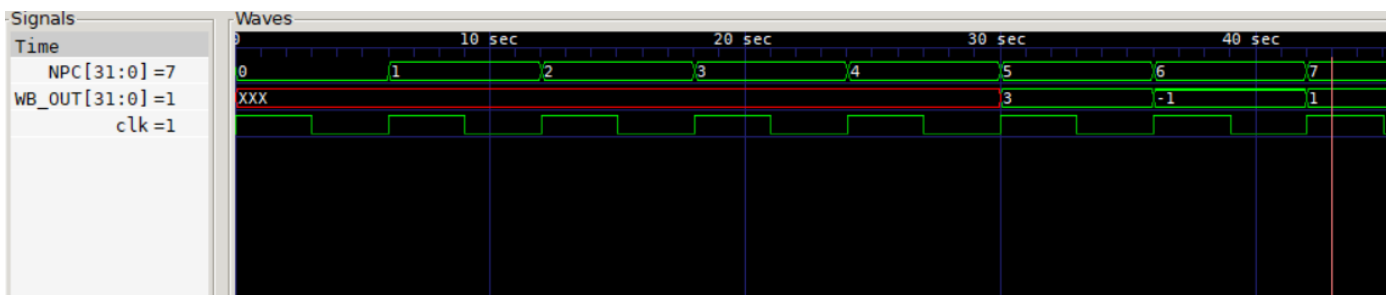 Signals
Waves
Time
0 10 sec 20 sec 30 sec 40 sec
NPC[31:0] =7
0 1 2 3 4 5 6 7
WB_OUT[31:0] =1
XXX 3 -1 1
clk =1